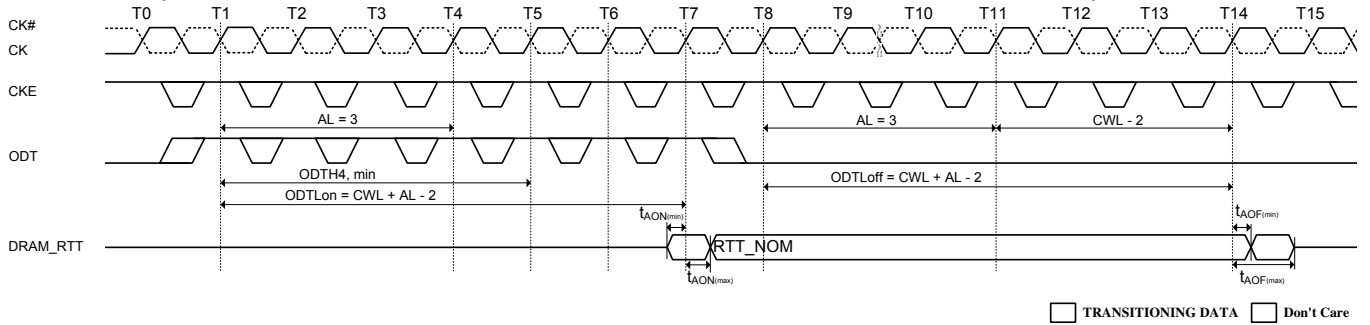 T0 T1 T2 T3 T4 T5 T6 T7 T8 T9 T10 T11 T12 T13 T14 T15
CK#
CK
CKE
AL = 3 AL = 3 CWL - 2
ODT
ODTH4, min
ODTLon = CWL + AL - 2 ODTLoff = CWL + AL - 2
tAON(min) tAOF(min)
DRAM_RTT RTT_NOM
tAON(max) tAOF(max)
TRANSITIONING DATA Don't Care